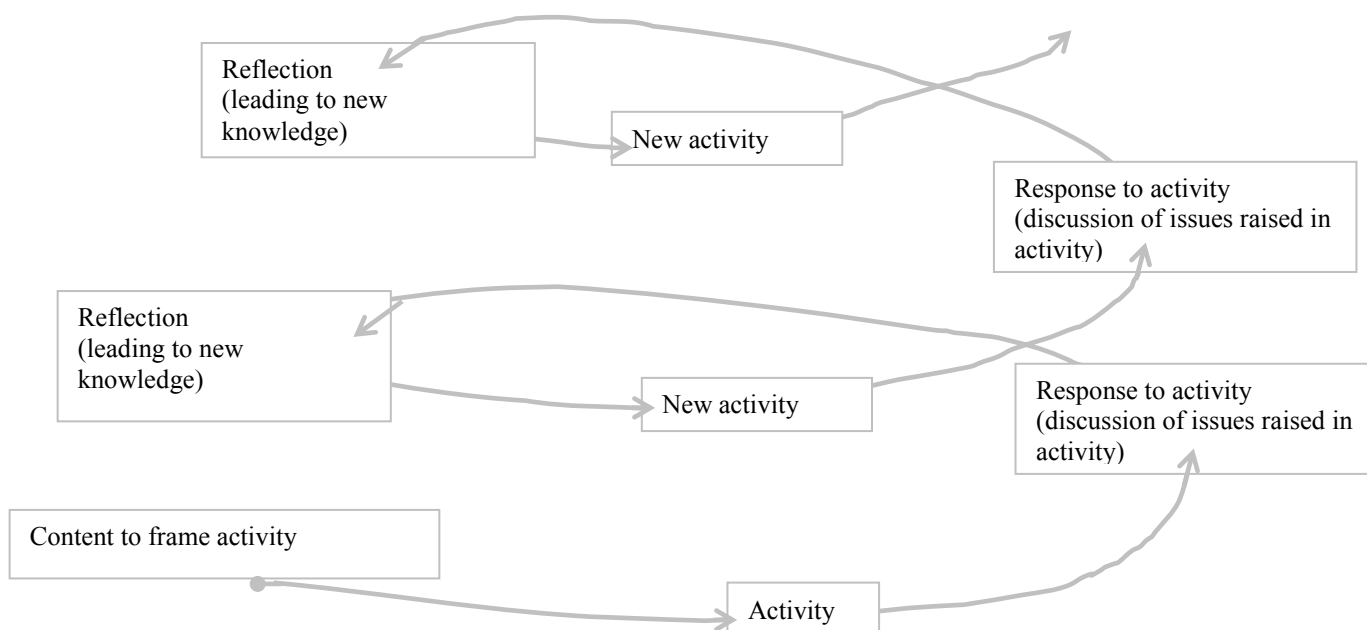 Reflection
(leading to new
knowledge)
New activity
Response to activity
(discussion of issues raised in
activity)
Reflection
(leading to new
knowledge)
New activity
Response to activity
(discussion of issues raised in
activity)
Content to frame activity
Activity